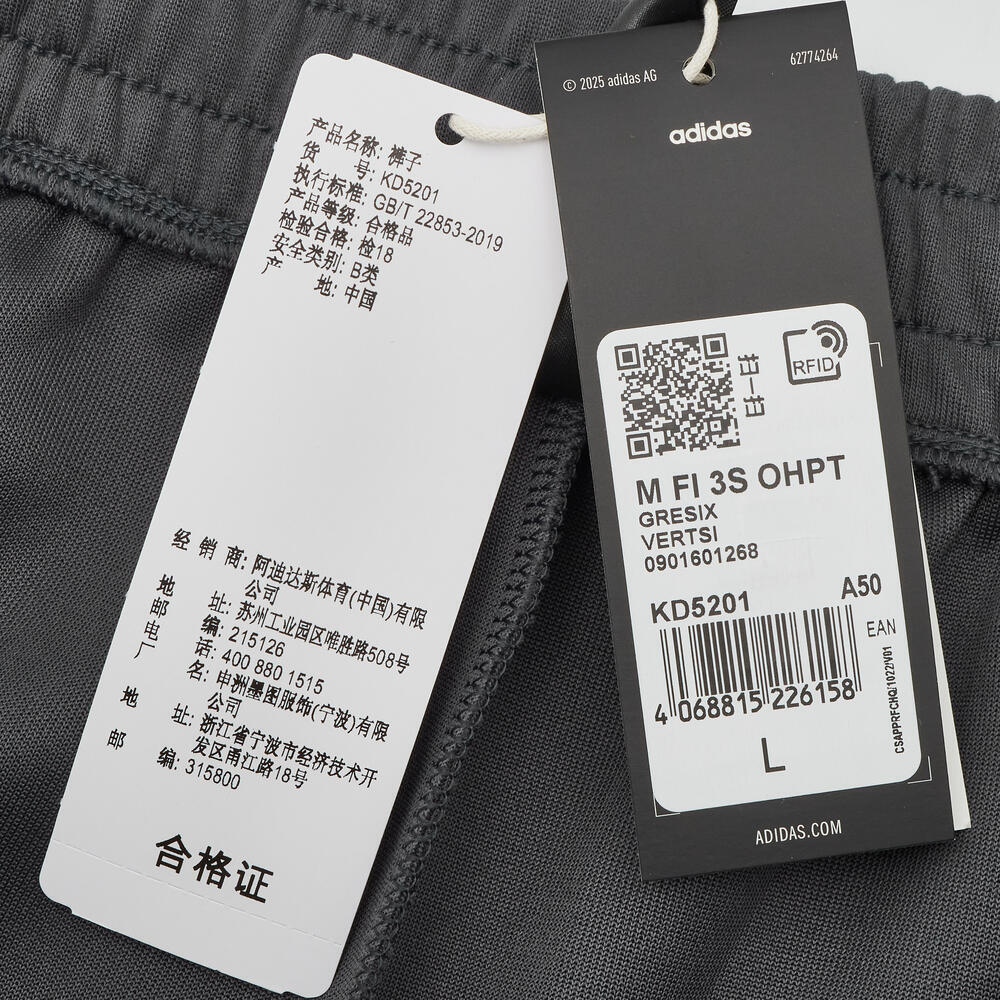 产品名称: 裤子
货 号: KD5201
执行标准: GB/T 22853-2019
产品等级: 合格品
检验合格: 检18
安全类别: B类
产 地: 中国
经 销 商: 阿迪达斯体育(中国)有限
公司
地 址: 苏州工业园区唯胜路508号
邮 编: 215126
电 话: 400 880 1515
厂 名: 申洲墨图服饰(宁波)有限
公司
地 址: 浙江省宁波市经济技术开
发区甬江路18号
邮 编: 315800
合格证
© 2025 adidas AG
62774264
adidas
扫一扫
RFID
M FI 3S OHPT
GRESIX
VERTSI
0901601268
KD5201
A50
EAN
4 068815 226158
CSAPPRFCHQ/1022/V01
L
ADIDAS.COM